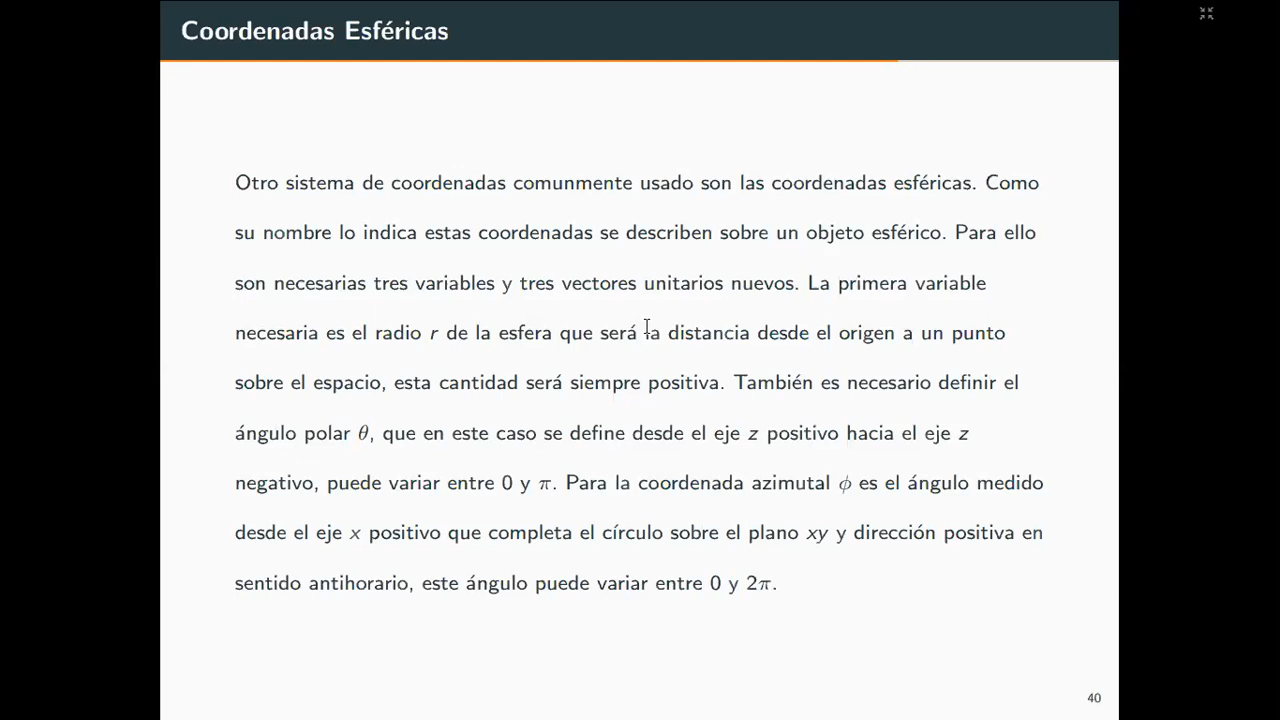 Coordenadas Esféricas
Otro sistema de coordenadas comunmente usado son las coordenadas esféricas. Como
su nombre lo indica estas coordenadas se describen sobre un objeto esférico. Para ello
son necesarias tres variables y tres vectores unitarios nuevos. La primera variable
necesaria es el radio r de la esfera que será la distancia desde el origen a un punto
sobre el espacio, esta cantidad será siempre positiva. También es necesario definir el
ángulo polar θ, que en este caso se define desde el eje z positivo hacia el eje z
negativo, puede variar entre 0 y π. Para la coordenada azimutal ϕ es el ángulo medido
desde el eje x positivo que completa el círculo sobre el plano xy y dirección positiva en
sentido antihorario, este ángulo puede variar entre 0 y 2π.
40